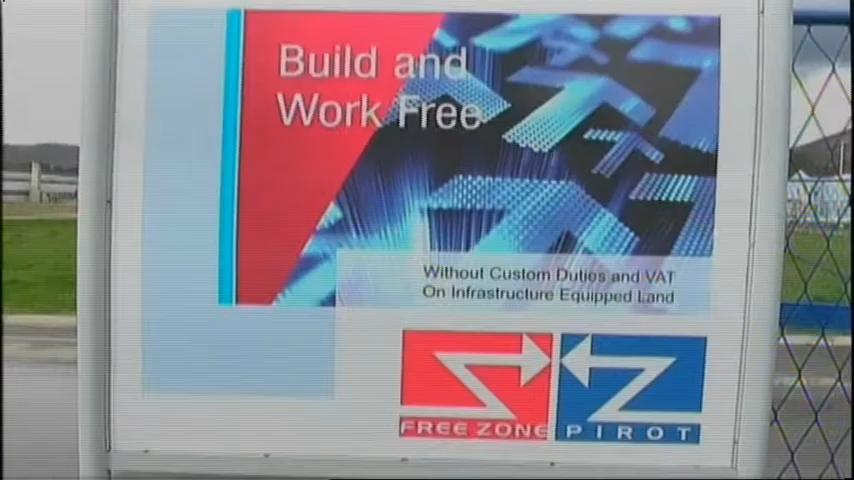 Build and
Work Free
Without Custom Duties and VAT
On Infrastructure Equipped Land
FREE ZONE
PIROT